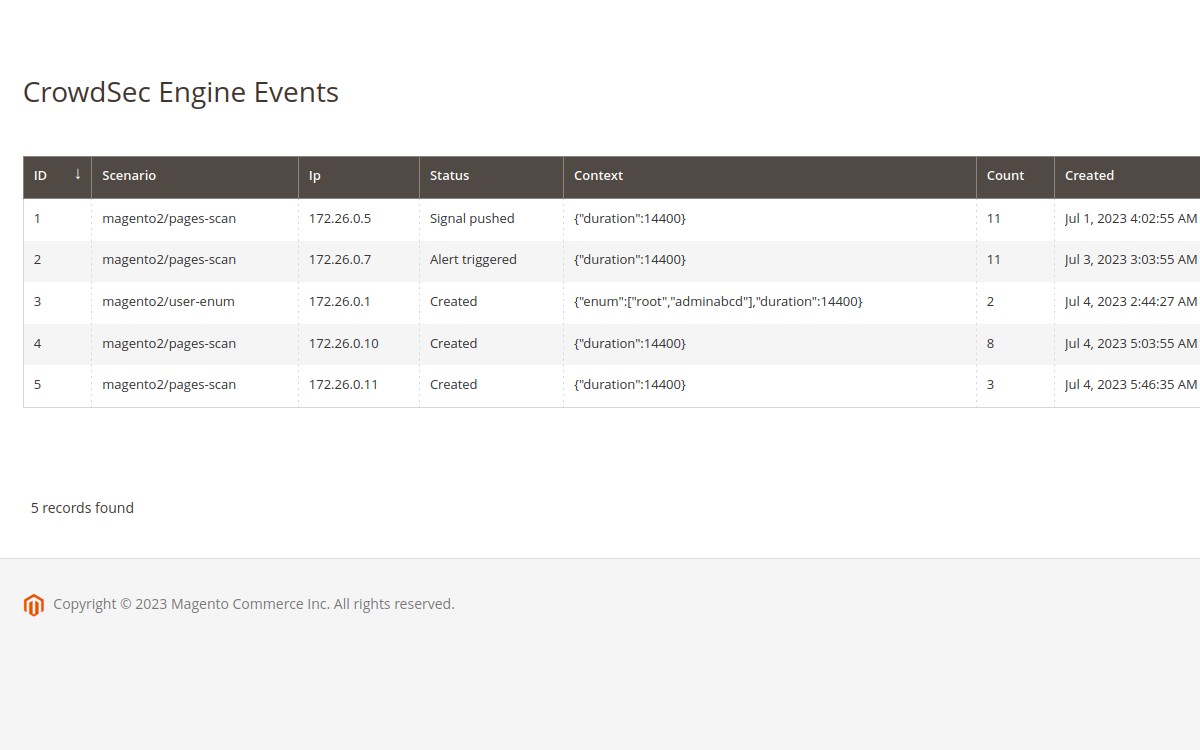 CrowdSec Engine Events
ID ↓ Scenario Ip Status Context Count Created
1 magento2/pages-scan 172.26.0.5 Signal pushed {"duration":14400} 11 Jul 1, 2023 4:02:55 AM
2 magento2/pages-scan 172.26.0.7 Alert triggered {"duration":14400} 11 Jul 3, 2023 3:03:55 AM
3 magento2/user-enum 172.26.0.1 Created {"enum":["root","adminabcd"],"duration":14400} 2 Jul 4, 2023 2:44:27 AM
4 magento2/pages-scan 172.26.0.10 Created {"duration":14400} 8 Jul 4, 2023 5:03:55 AM
5 magento2/pages-scan 172.26.0.11 Created {"duration":14400} 3 Jul 4, 2023 5:46:35 AM
5 records found
Copyright © 2023 Magento Commerce Inc. All rights reserved.